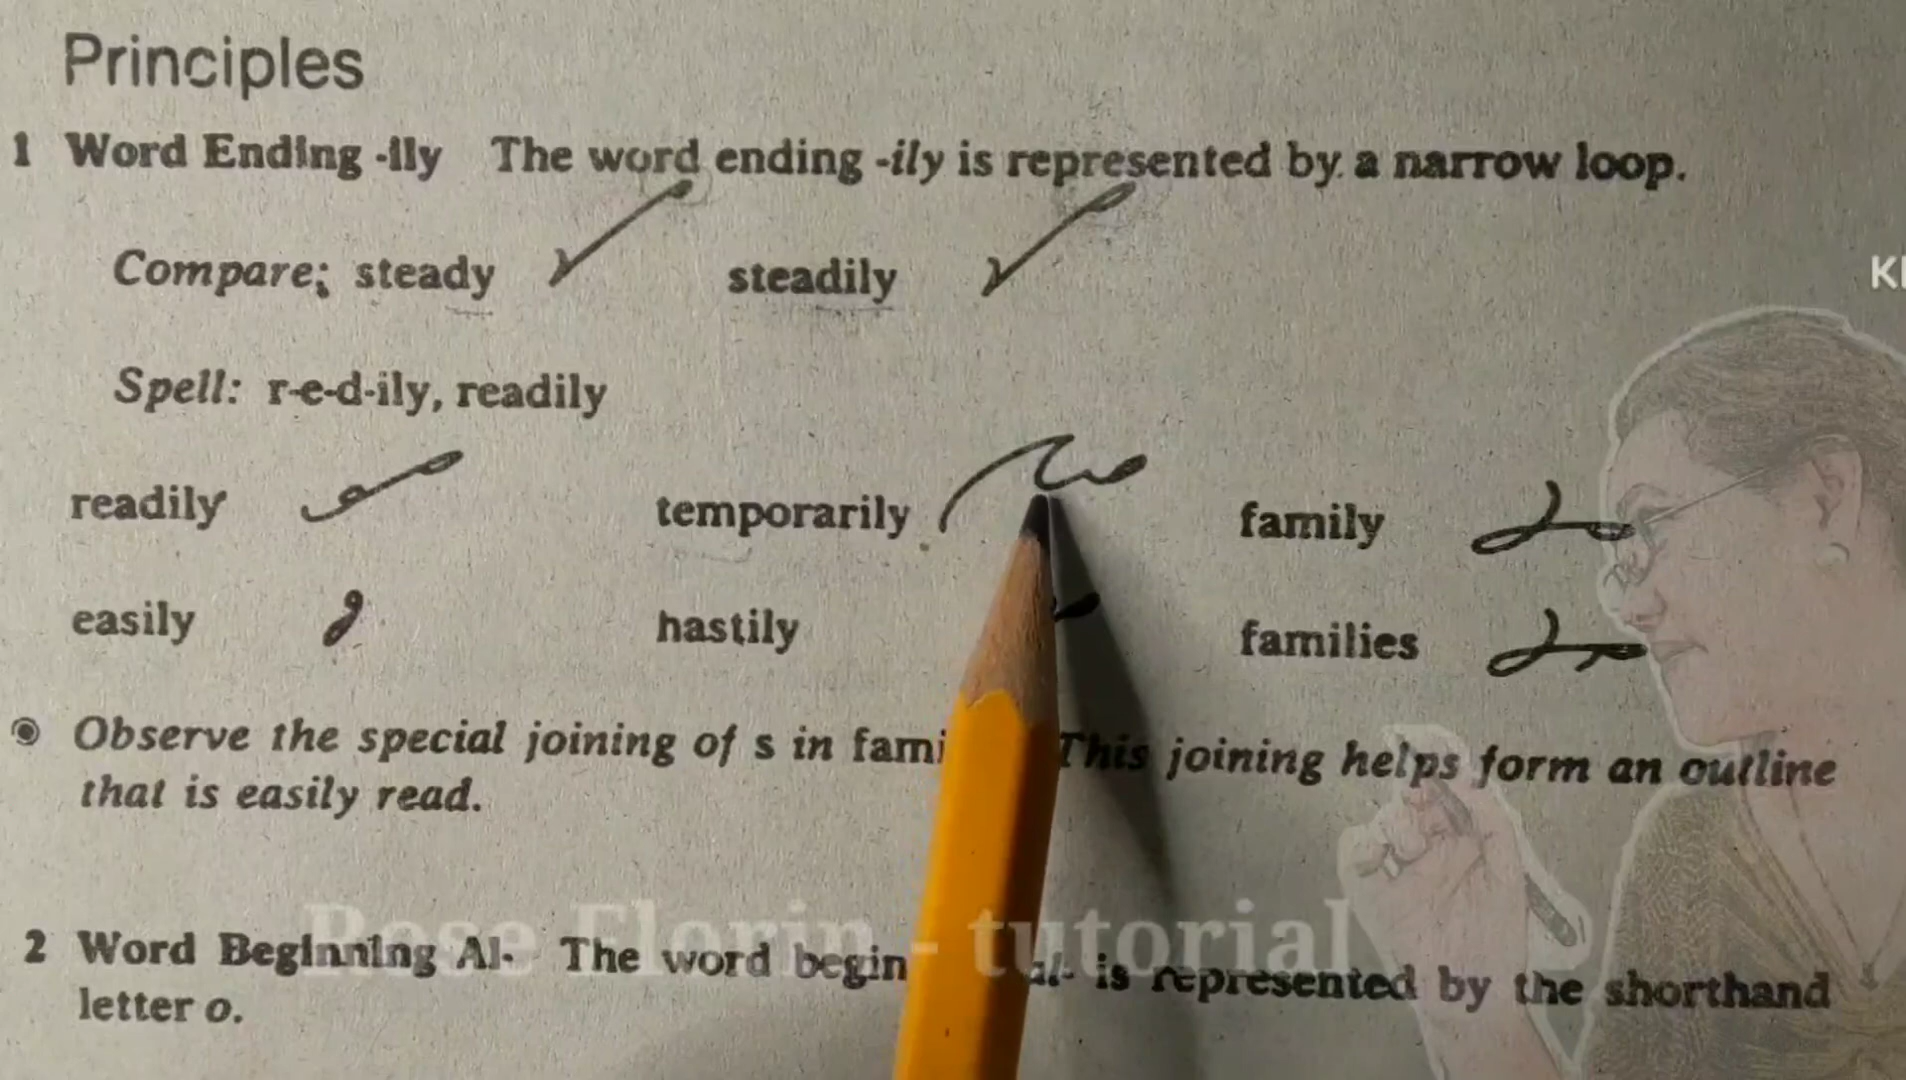 Principles
1 Word Ending -ily The word ending -ily is represented by a narrow loop.
Compare; steady steadily
Spell: r-e-d-ily, readily
readily temporarily family
easily hastily families
Observe the special joining of s in fami This joining helps form an outline
that is easily read.
Rose Florin - tutorial
2 Word Beginning Al- The word begin al- is represented by the shorthand
letter o.